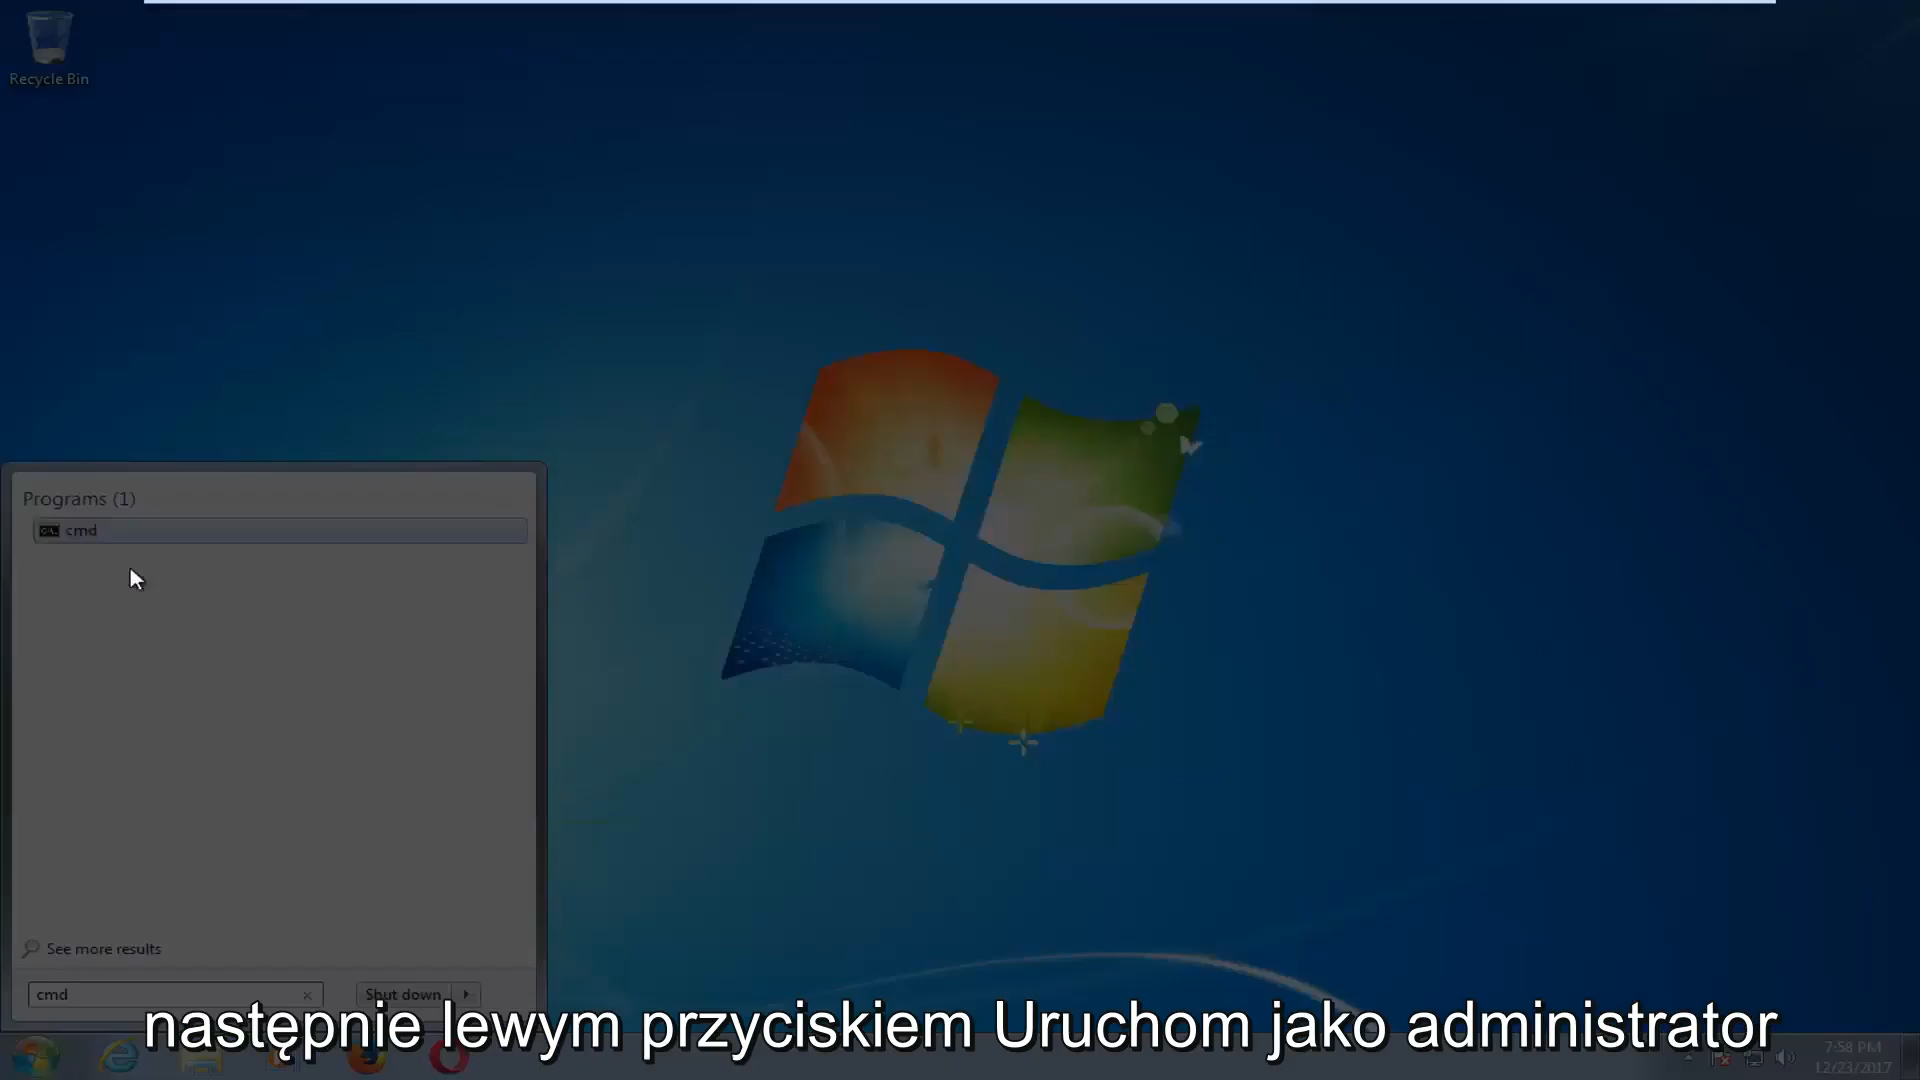 Recycle Bin
Programs (1)
cmd
See more results
cmd
Shut down
następnie lewym przyciskiem Uruchom jako administrator
7:58 PM
12/23/2017